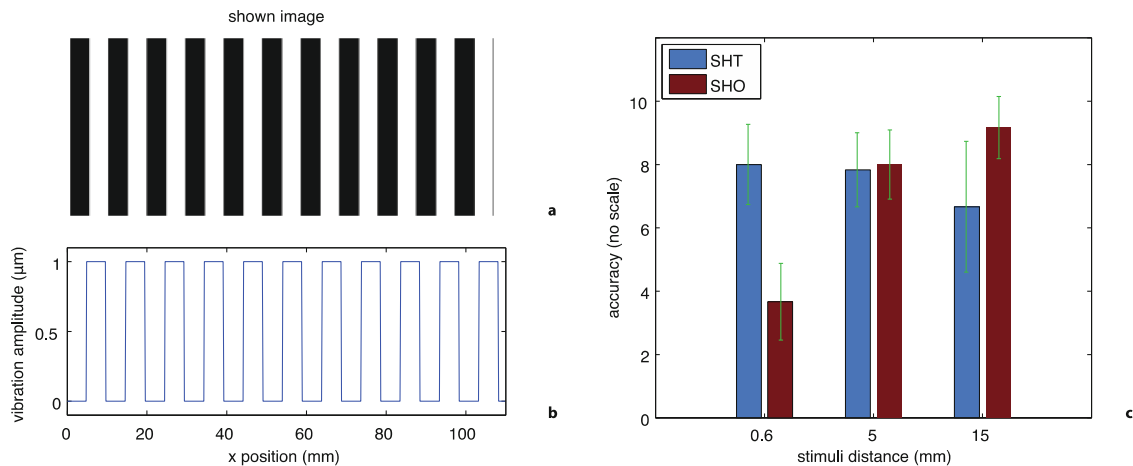 shown image
a
vibration amplitude (µm)
1
0.5
0
0 20 40 60 80 100
x position (mm)
b
SHT
SHO
accuracy (no scale)
10
8
6
4
2
0
0.6 5 15
stimuli distance (mm)
c